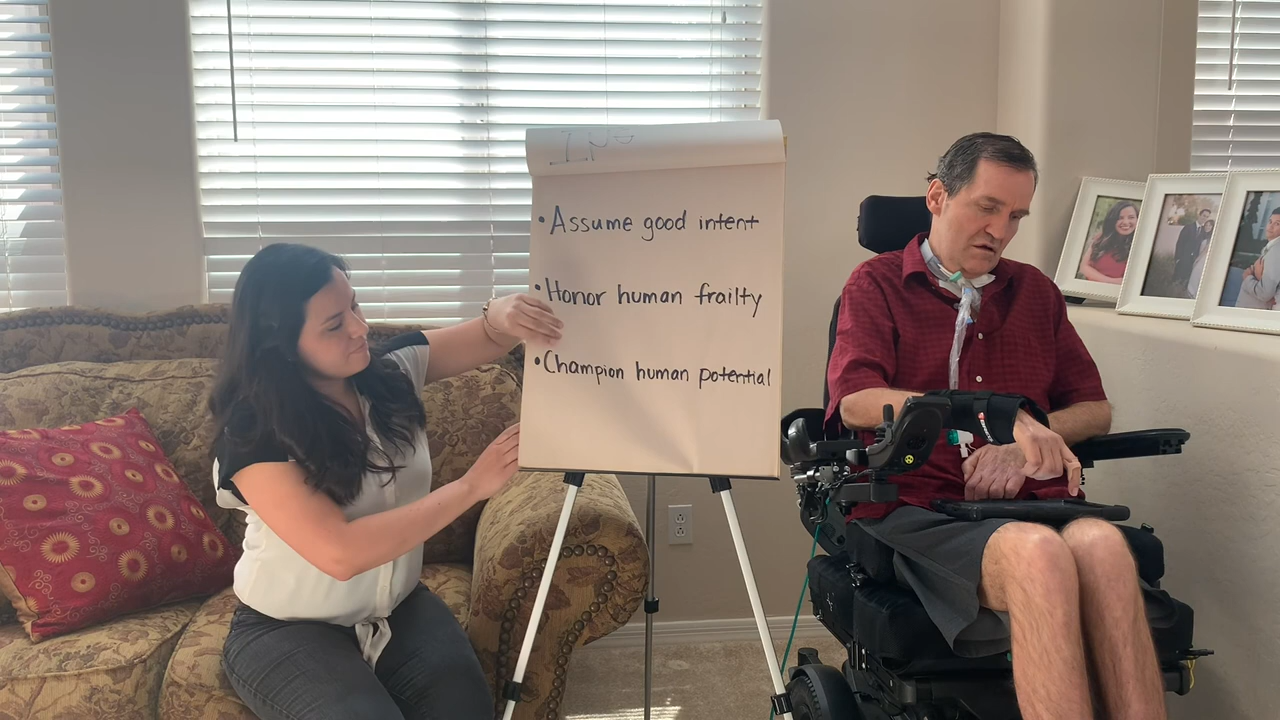 • Assume good intent
• Honor human frailty
• Champion human potential